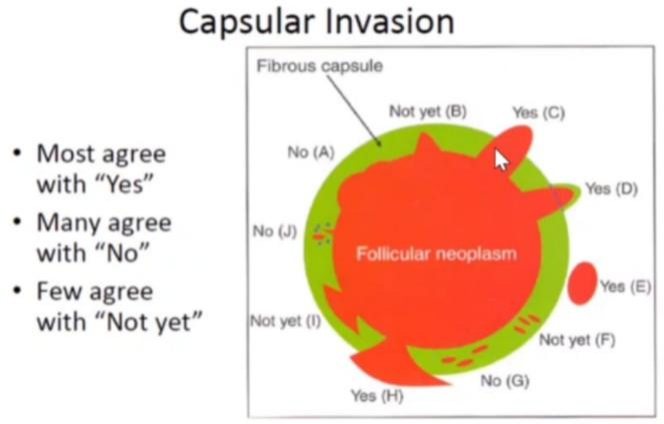 Capsular Invasion
• Most agree
with “Yes”
• Many agree
with “No”
• Few agree
with “Not yet”
Fibrous capsule
Not yet (B)
Yes (C)
No (A)
Yes (D)
No (J)
Follicular neoplasm
Yes (E)
Not yet (I)
Not yet (F)
No (G)
Yes (H)